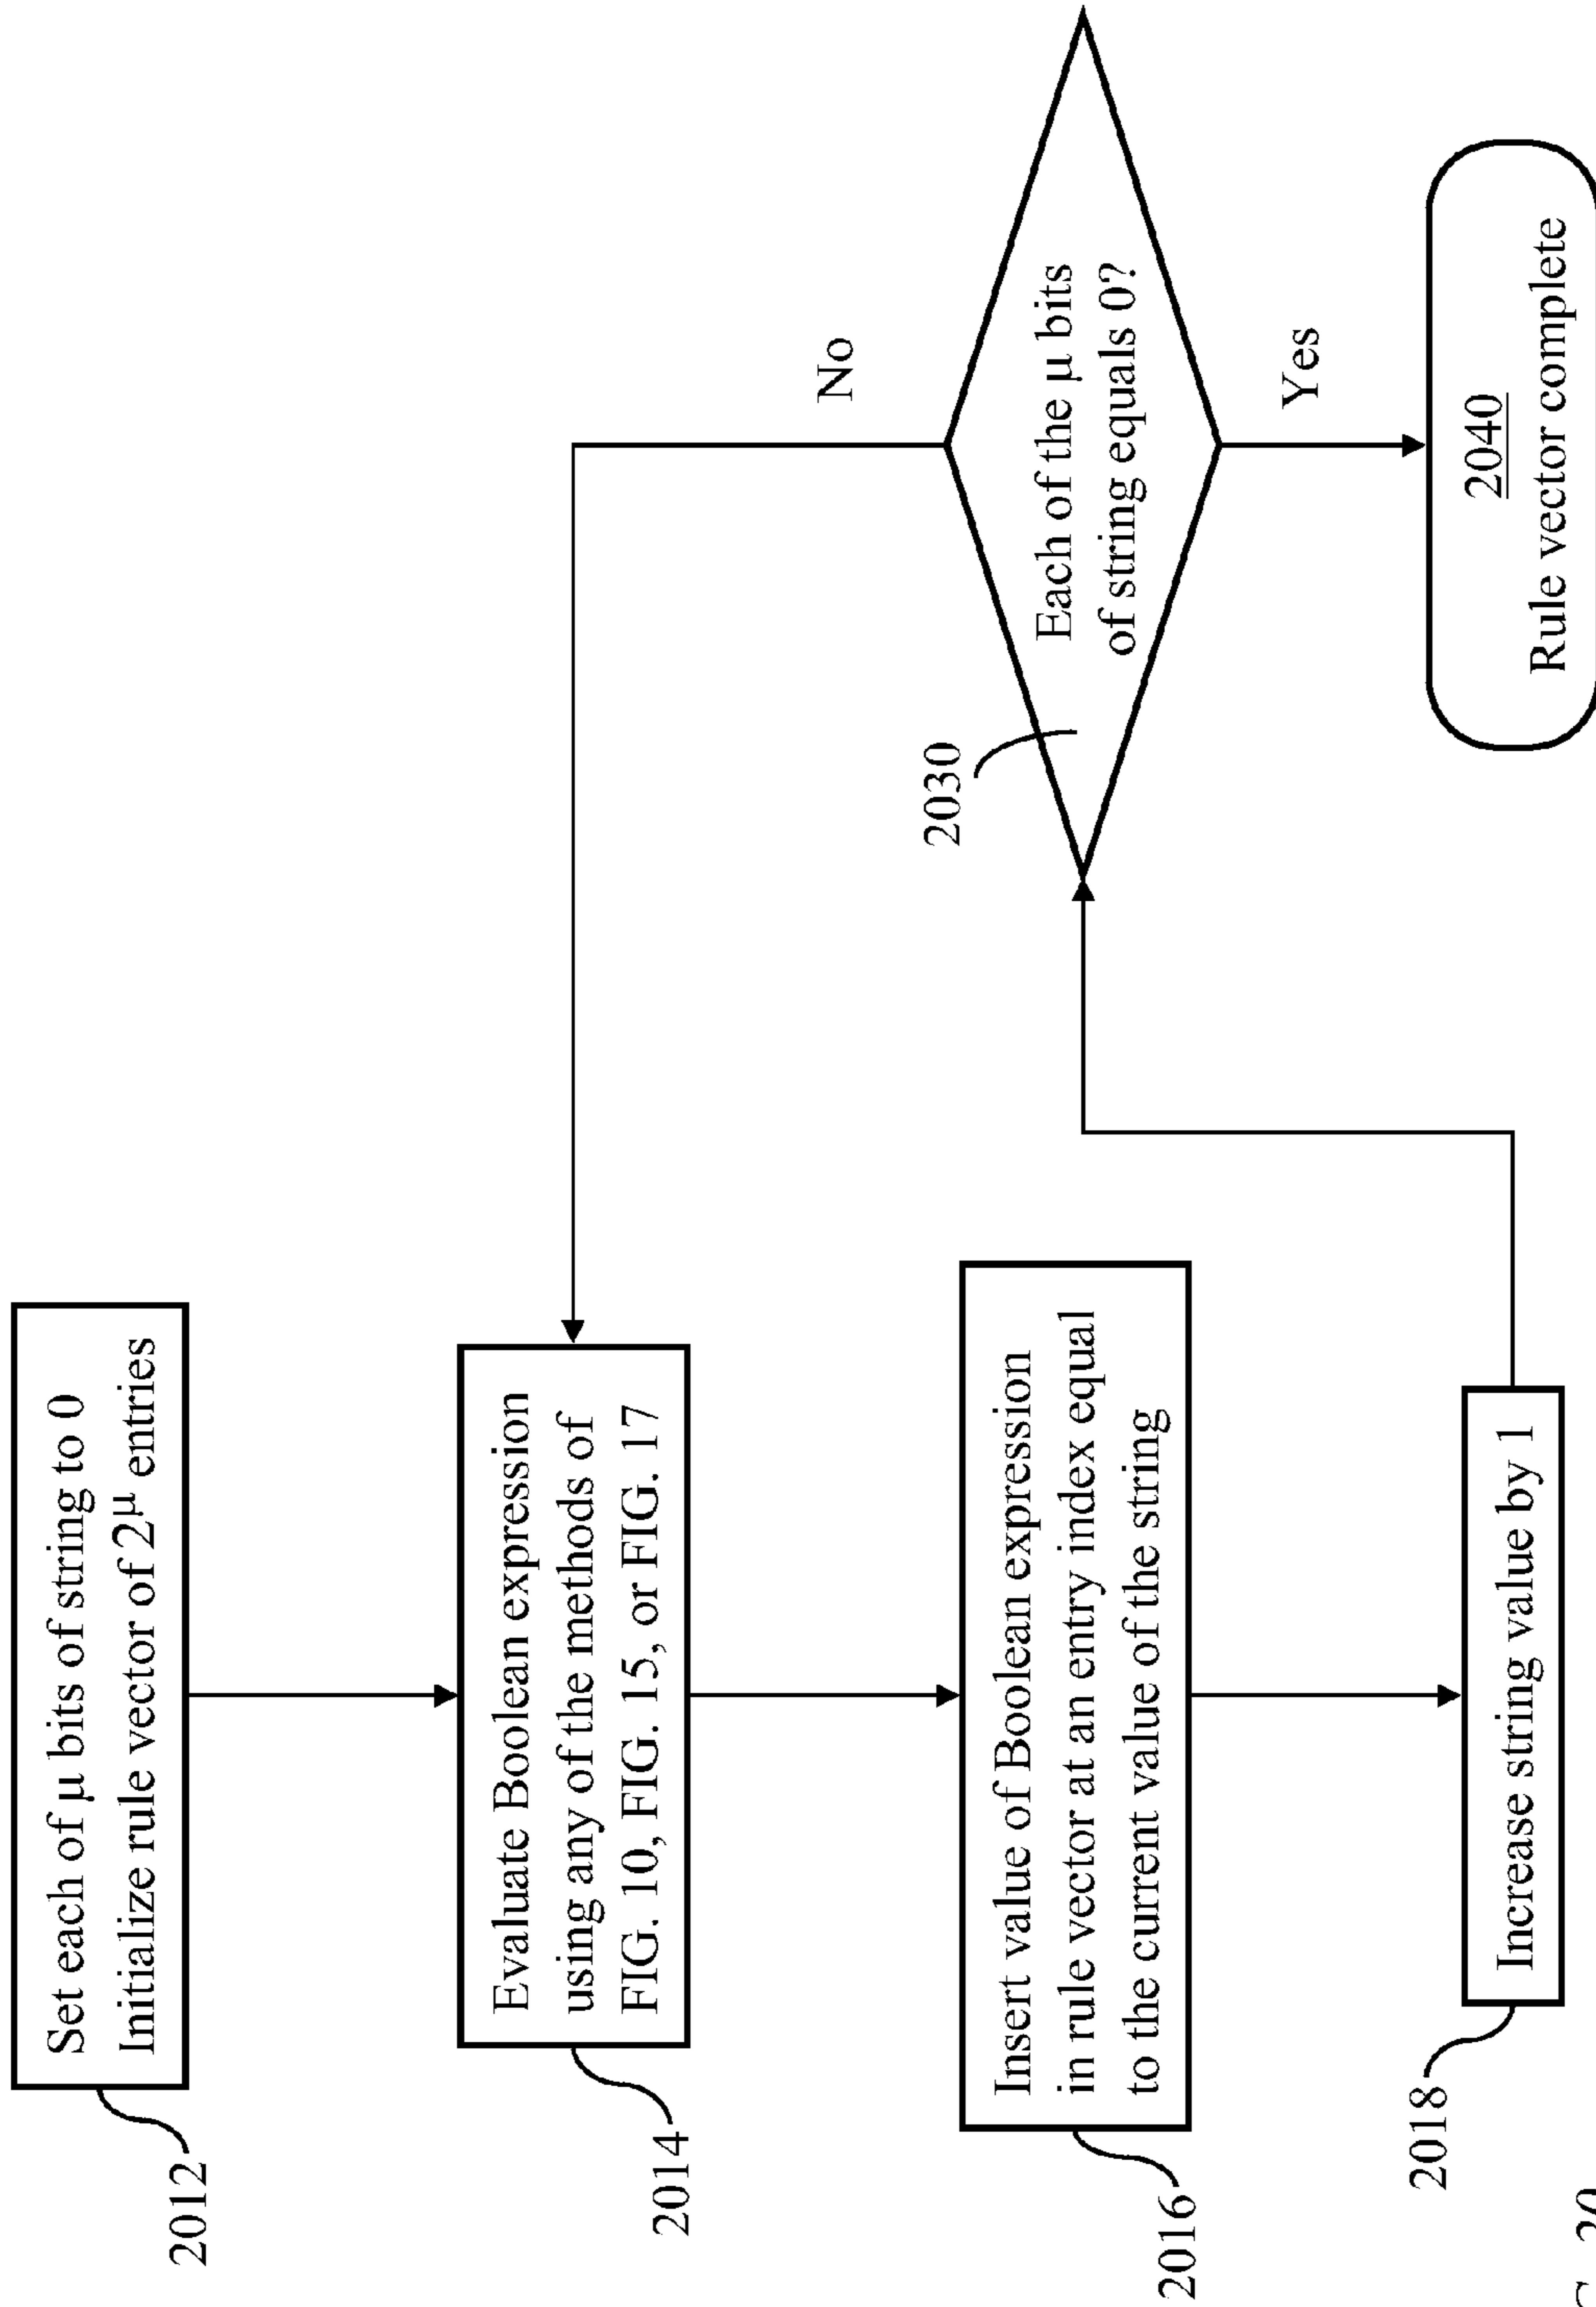 2012
Set each of µ bits of string to 0
Initialize rule vector of 2^µ entries
2014
Evaluate Boolean expression
using any of the methods of
FIG. 10, FIG. 15, or FIG. 17
2016
Insert value of Boolean expression
in rule vector at an entry index equal
to the current value of the string
2018
Increase string value by 1
2030
Each of the µ bits
of string equals 0?
No
Yes
2040
Rule vector complete
G. 20